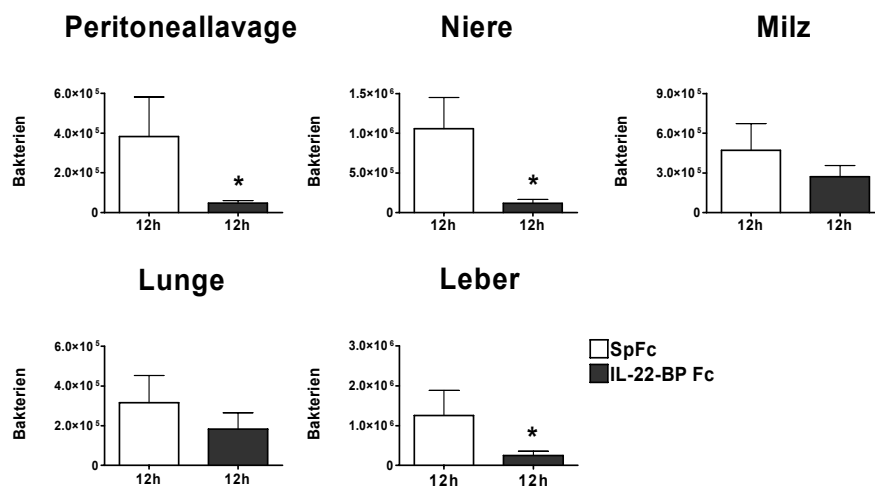 Peritoneallavage
Bakterien
6.0×10⁵
4.0×10⁵
2.0×10⁵
0
*
12h 12h
Niere
Bakterien
1.5×10⁶
1.0×10⁶
5.0×10⁵
0
*
12h 12h
Milz
Bakterien
9.0×10⁵
6.0×10⁵
3.0×10⁵
0
12h 12h
Lunge
Bakterien
6.0×10⁵
4.0×10⁵
2.0×10⁵
0
12h 12h
Leber
Bakterien
3.0×10⁶
2.0×10⁶
1.0×10⁶
0
*
12h 12h
SpFc
IL-22-BP Fc